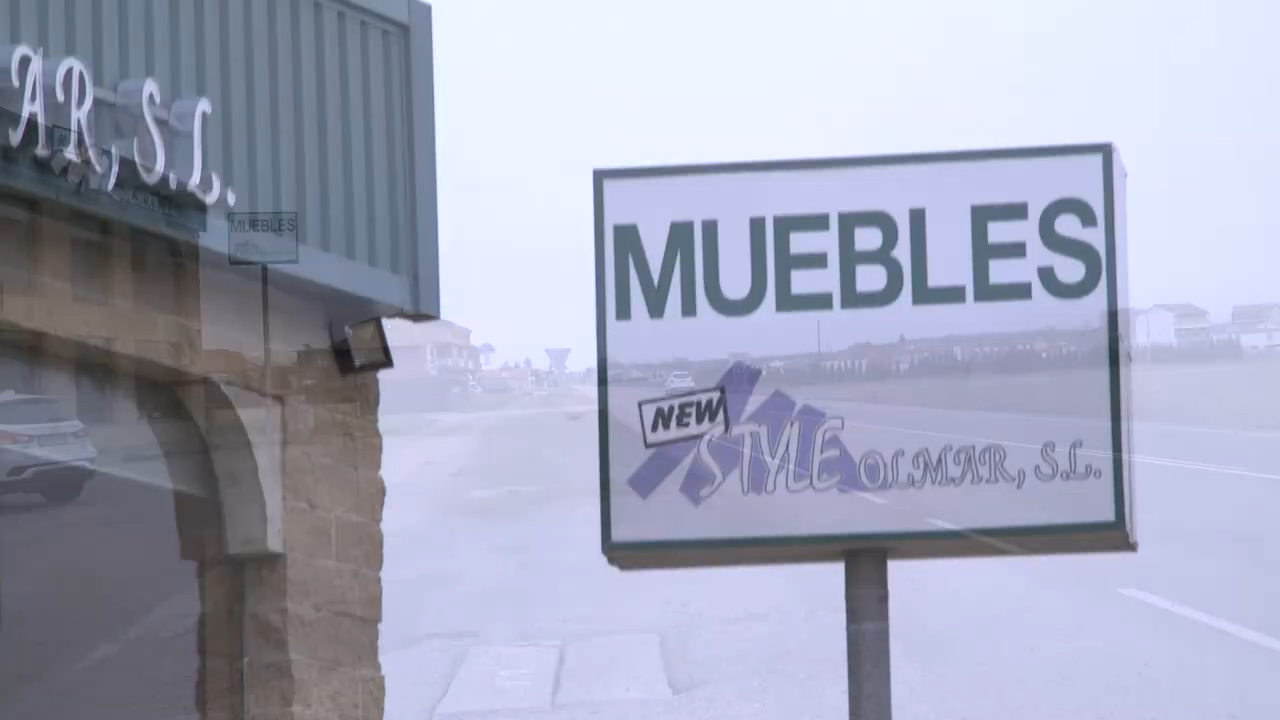 AR, S.L.
MUEBLES
MUEBLES
NEW
STYLE OLMAR, S.L.